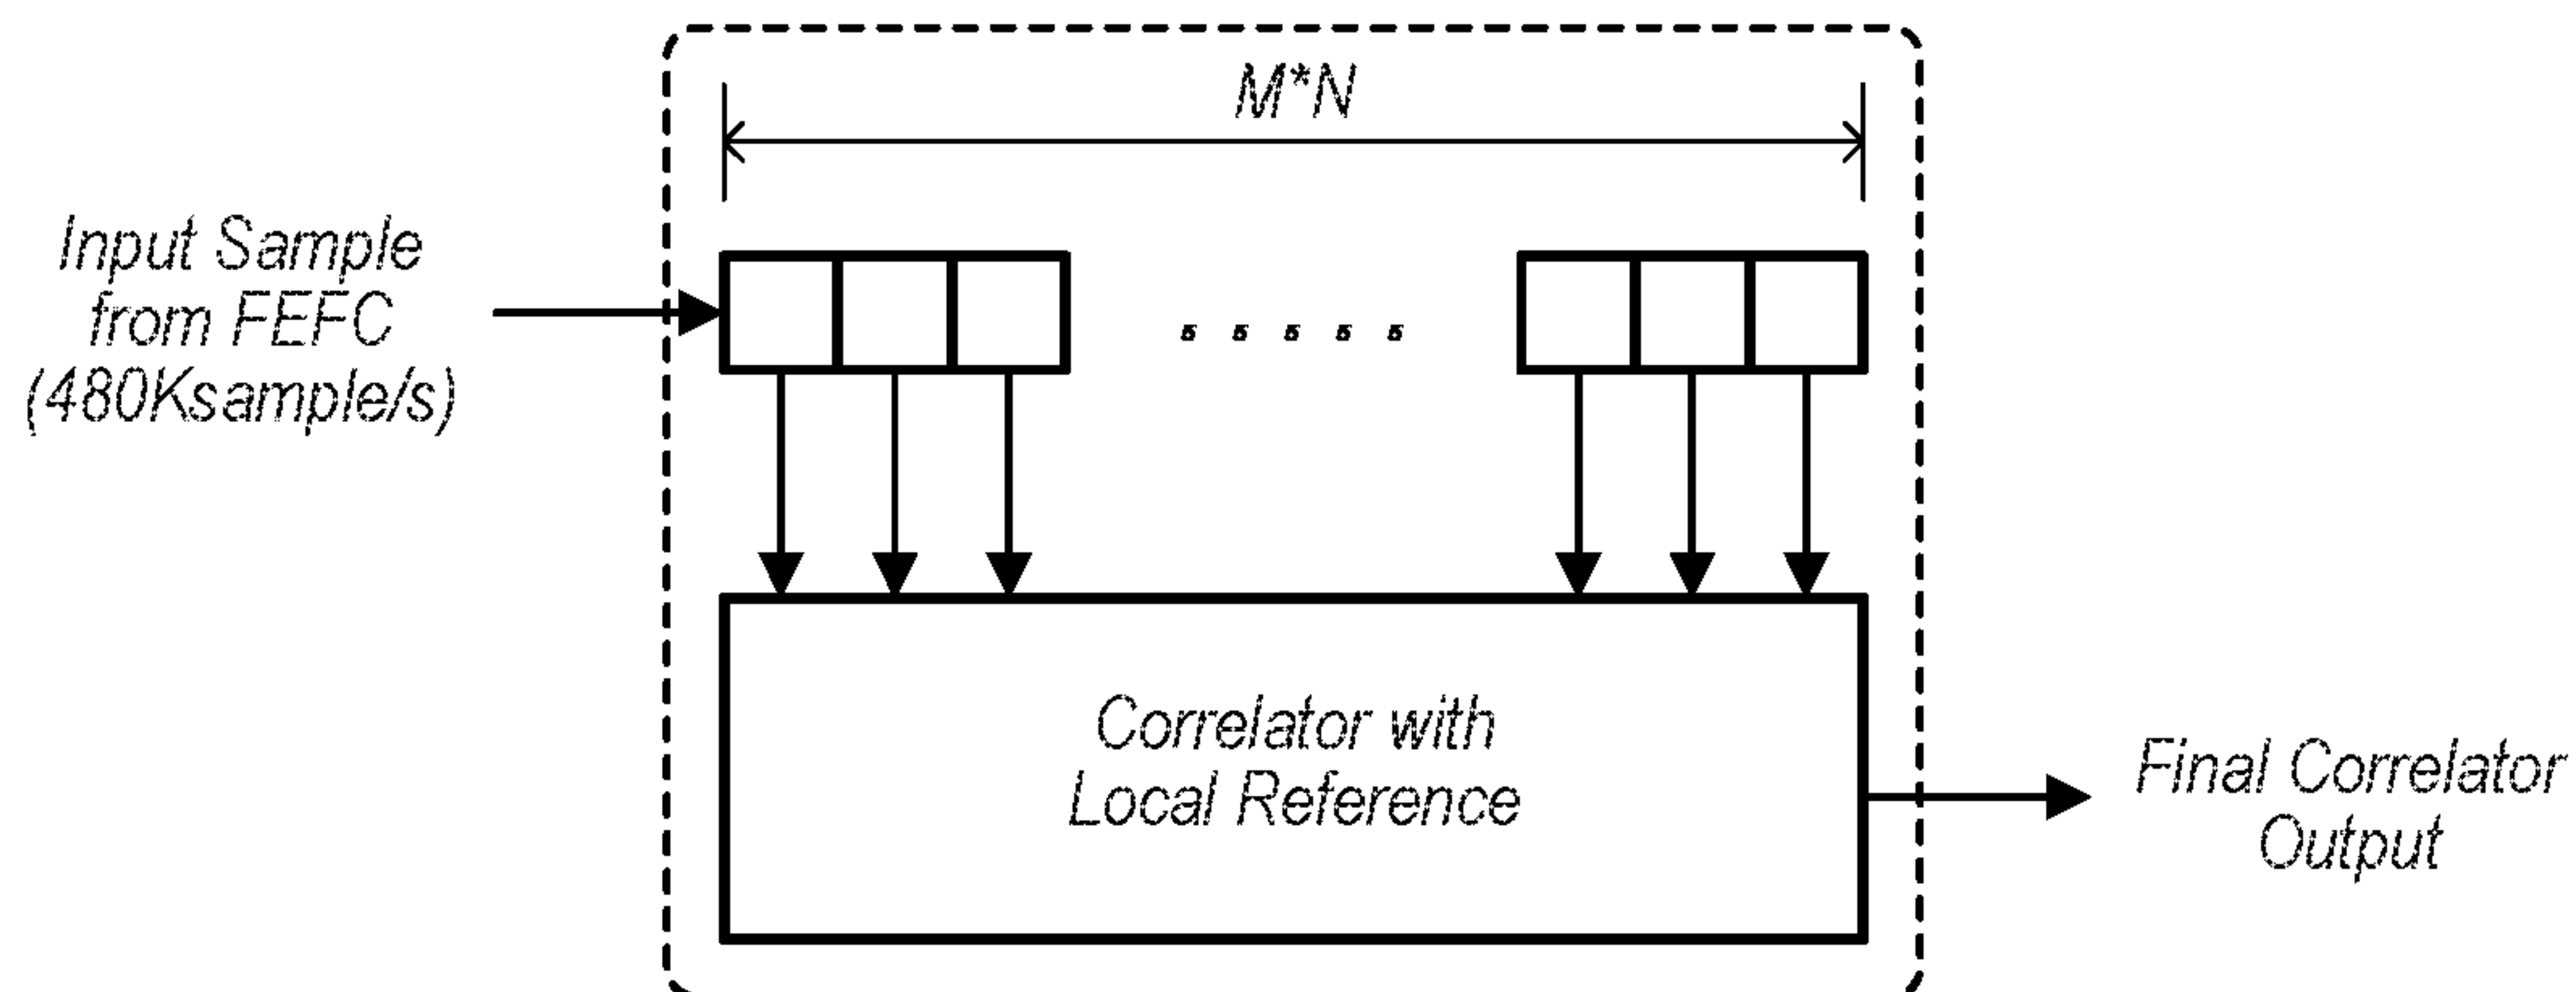 M*N
Input Sample
from FEFC
(480Ksample/s)
Correlator with
Local Reference
Final Correlator
Output